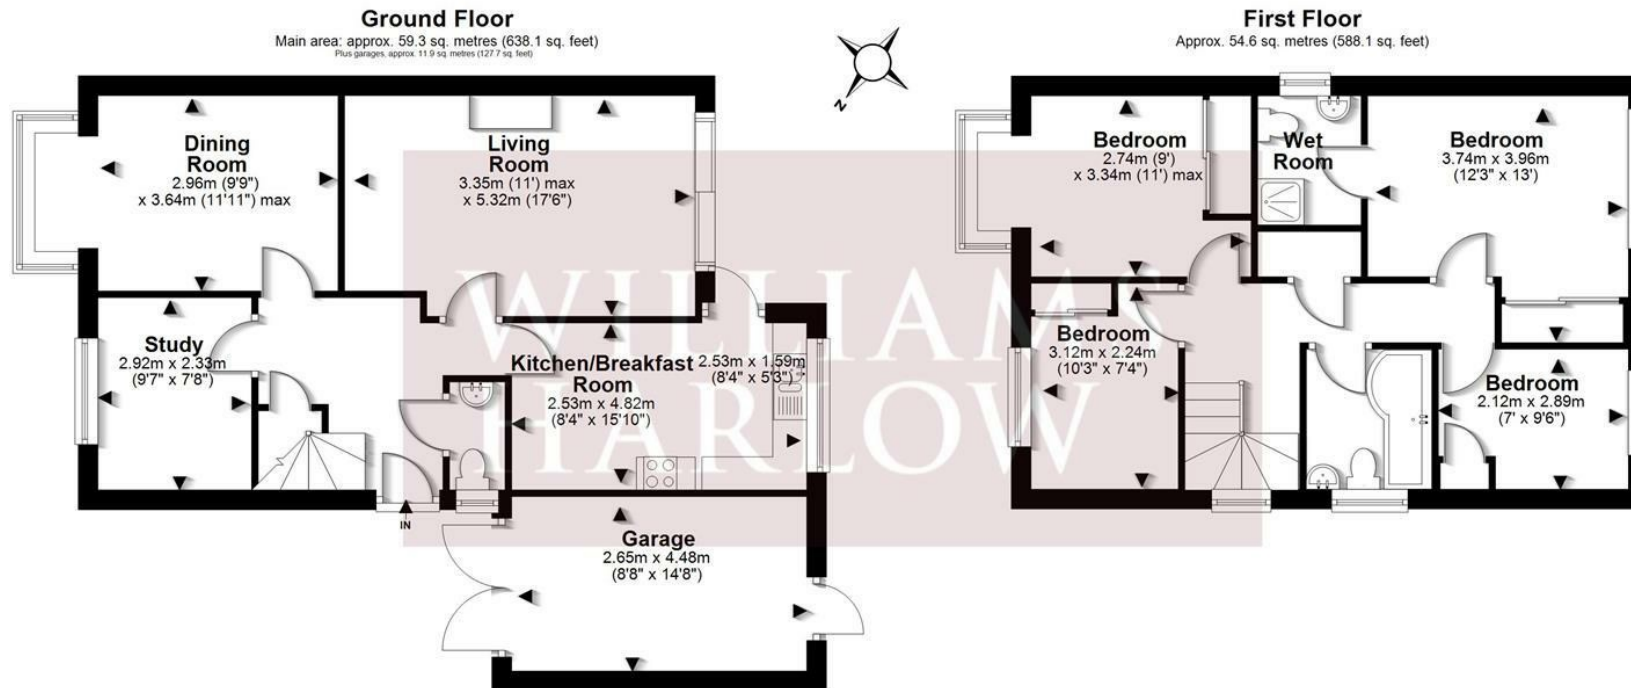 Ground Floor
Main area: approx. 59.3 sq. metres (638.1 sq. feet)
Plus garages, approx. 11.9 sq. metres (127.7 sq. feet)
Dining
Room
2.96m (9'9")
x 3.64m (11'11") max
Living
Room
3.35m (11') max
x 5.32m (17'6")
Study
2.92m x 2.33m
(9'7" x 7'8")
Kitchen/Breakfast
Room
2.53m x 4.82m
(8'4" x 15'10")
2.53m x 1.59m
(8'4" x 5'3")
IN
Garage
2.65m x 4.48m
(8'8" x 14'8")
N
First Floor
Approx. 54.6 sq. metres (588.1 sq. feet)
Bedroom
2.74m (9')
x 3.34m (11') max
Wet
Room
Bedroom
3.74m x 3.96m
(12'3" x 13')
Bedroom
3.12m x 2.24m
(10'3" x 7'4")
Bedroom
2.12m x 2.89m
(7' x 9'6")
WILLIAMS
HARLOW